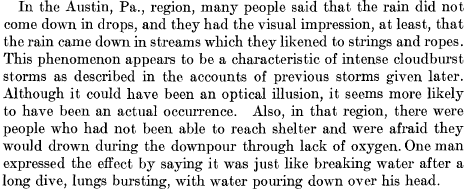 In the Austin, Pa., region, many people said that the rain did not
come down in drops, and they had the visual impression, at least, that
the rain came down in streams which they likened to strings and ropes.
This phenomenon appears to be a characteristic of intense cloudburst
storms as described in the accounts of previous storms given later.
Although it could have been an optical illusion, it seems more likely
to have been an actual occurrence. Also, in that region, there were
people who had not been able to reach shelter and were afraid they
would drown during the downpour through lack of oxygen. One man
expressed the effect by saying it was just like breaking water after a
long dive, lungs bursting, with water pouring down over his head.